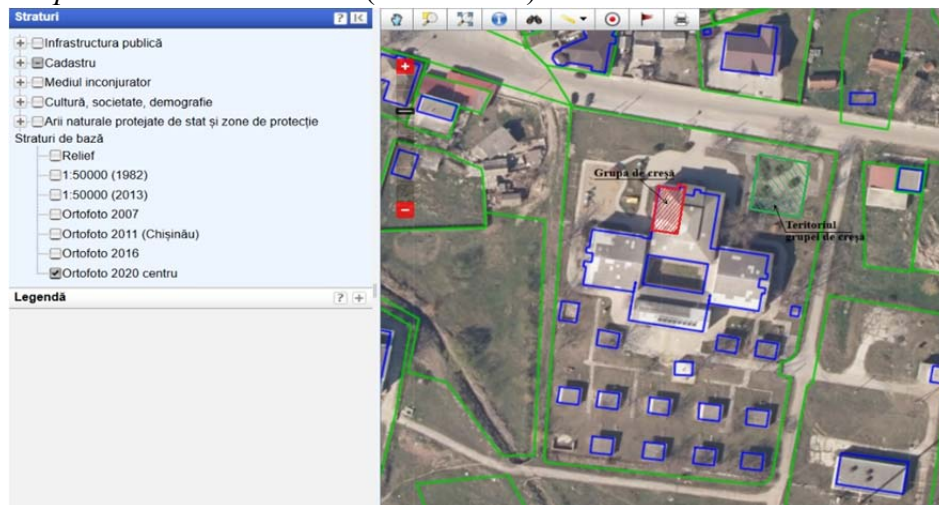 Straturi
Infrastructura publică
Cadastru
Mediul inconjurator
Cultură, societate, demografie
Arii naturale protejate de stat și zone de protecție
Straturi de bază
Relief
1:50000 (1982)
1:50000 (2013)
Ortofoto 2007
Ortofoto 2011 (Chișinău)
Ortofoto 2016
Ortofoto 2020 centru
Legendă
Grupa de creșă
Teritoriul
grupei de creșă